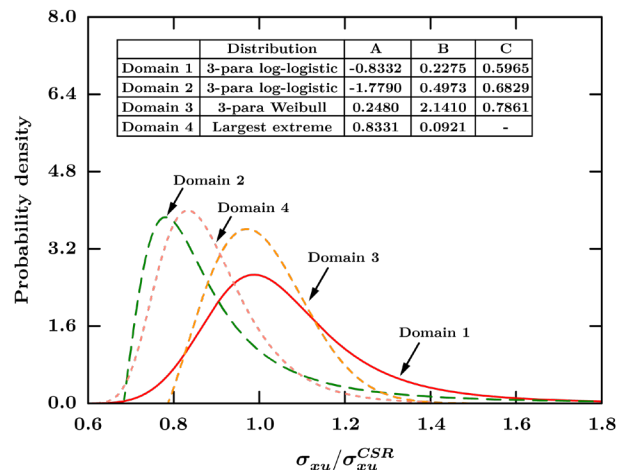 8.0
6.4
4.8
3.2
1.6
0.0
Probability density
Distribution A B C
Domain 1 3-para log-logistic -0.8332 0.2275 0.5965
Domain 2 3-para log-logistic -1.7790 0.4973 0.6829
Domain 3 3-para Weibull 0.2480 2.1410 0.7861
Domain 4 Largest extreme 0.8331 0.0921 -
Domain 2
Domain 4
Domain 3
Domain 1
0.6 0.8 1.0 1.2 1.4 1.6 1.8
σxu/σxu^CSR